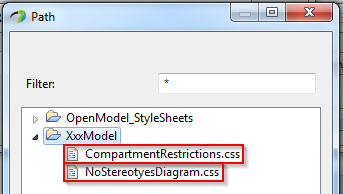 Path
Filter:
*
OpenModel_StyleSheets
XxxModel
CompartmentRestrictions.css
NoStereotyesDiagram.css